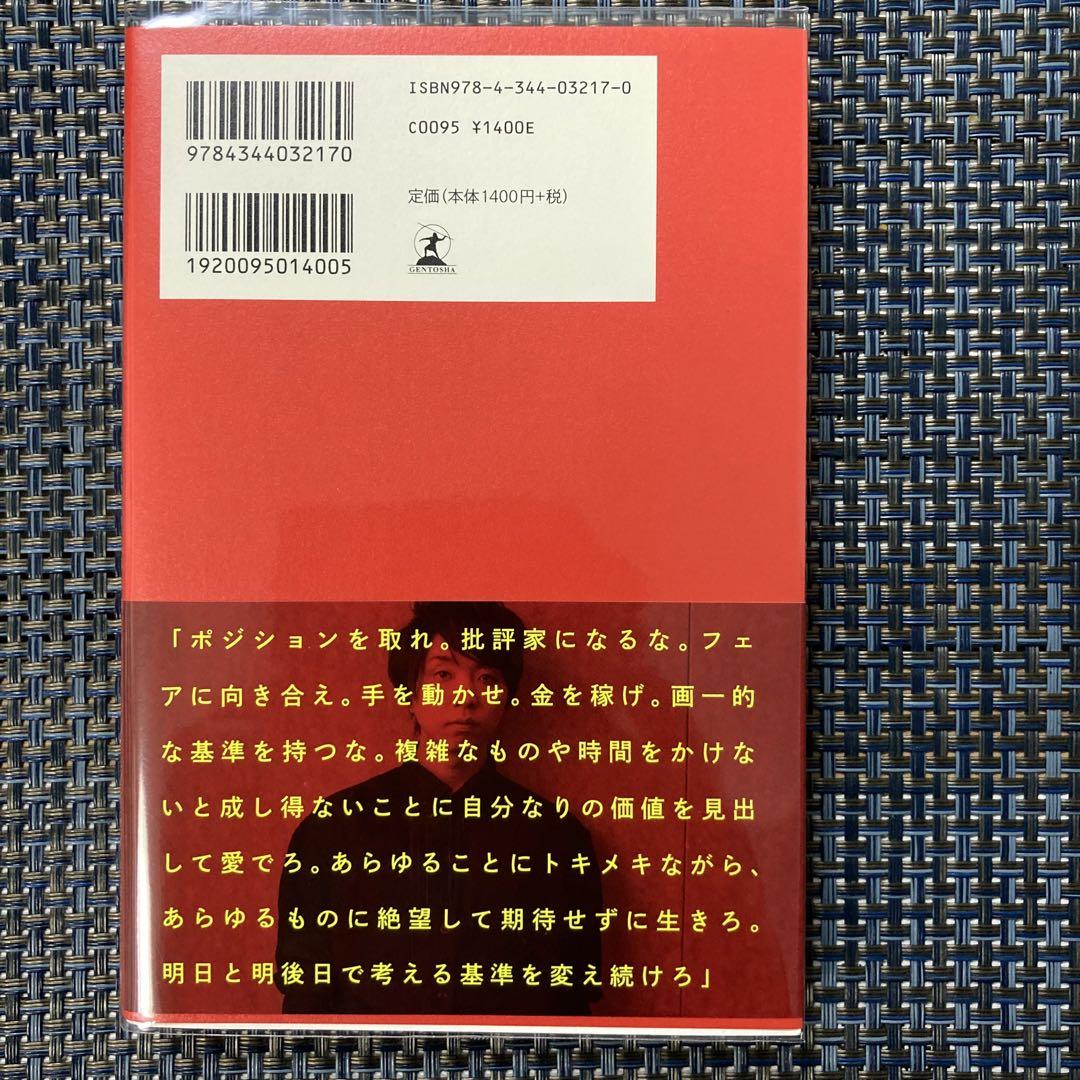 ISBN978-4-344-03217-0
C0095 ¥1400E
9784344032170
定価(本体1400円+税)
1920095014005
GENTOSHA
「ポジションを取れ。批評家になるな。フェ
アに向き合え。手を動かせ。金を稼げ。画一的
な基準を持つな。複雑なものや時間をかけな
いと成し得ないことに自分なりの価値を見出
して愛でろ。あらゆることにトキメキながら、
あらゆるものに絶望して期待せずに生きろ。
明日と明後日で考える基準を変え続けろ」